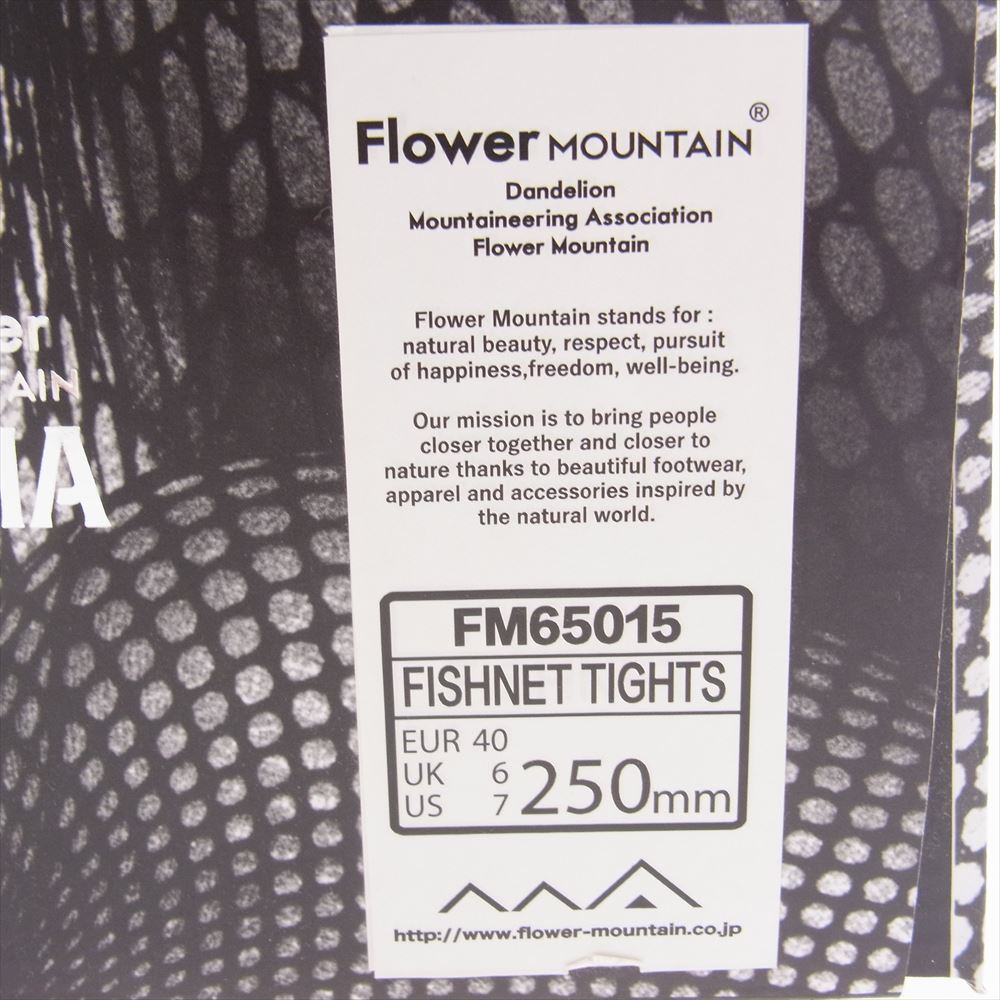 Flower MOUNTAIN®
Dandelion
Mountaineering Association
Flower Mountain
Flower Mountain stands for :
natural beauty, respect, pursuit
of happiness,freedom, well-being.
Our mission is to bring people
closer together and closer to
nature thanks to beautiful footwear,
apparel and accessories inspired by
the natural world.
FM65015
FISHNET TIGHTS
EUR 40
UK 6
US 7
250mm
http://www.flower-mountain.co.jp
er
AIN